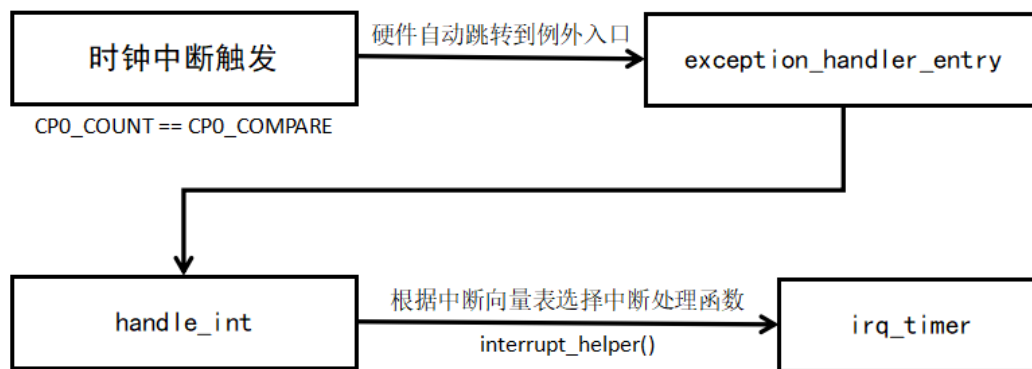 时钟中断触发
硬件自动跳转到例外入口
exception_handler_entry
CP0_COUNT == CP0_COMPARE
handle_int
根据中断向量表选择中断处理函数
interrupt_helper()
irq_timer